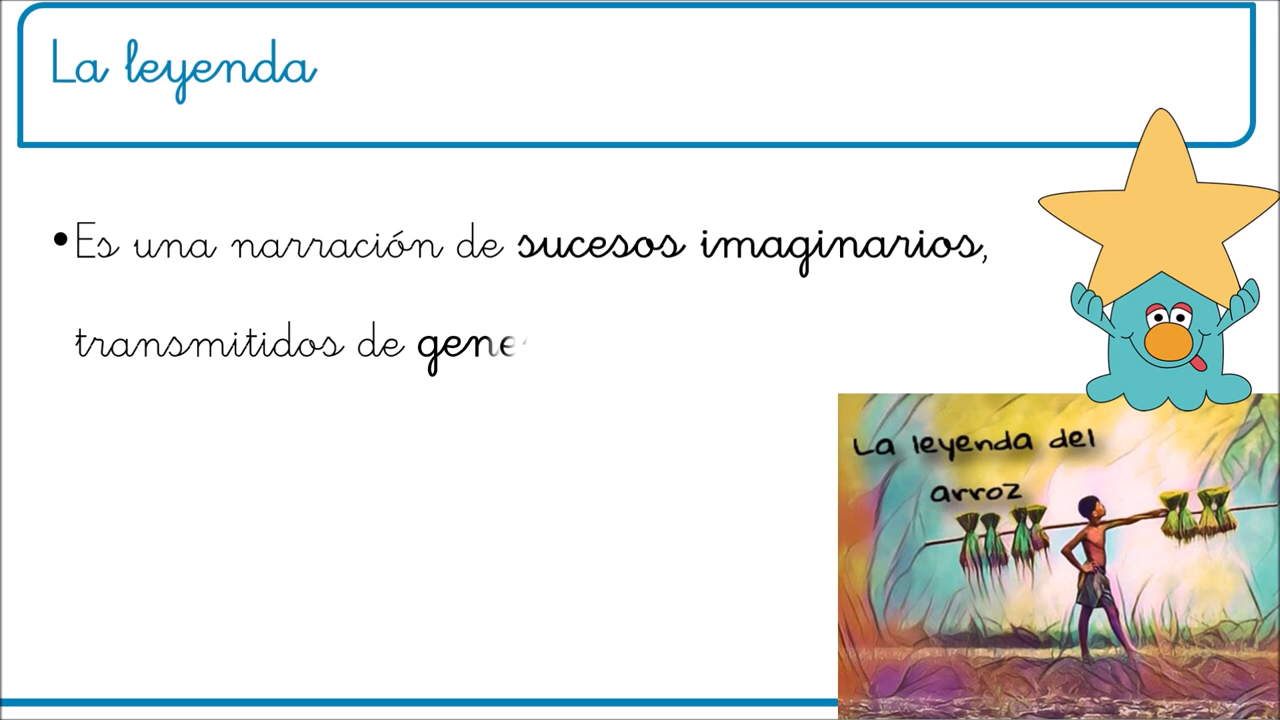 La leyenda
•Es una narración de sucesos imaginarios,
transmitidos de gene
La leyenda del
arroz